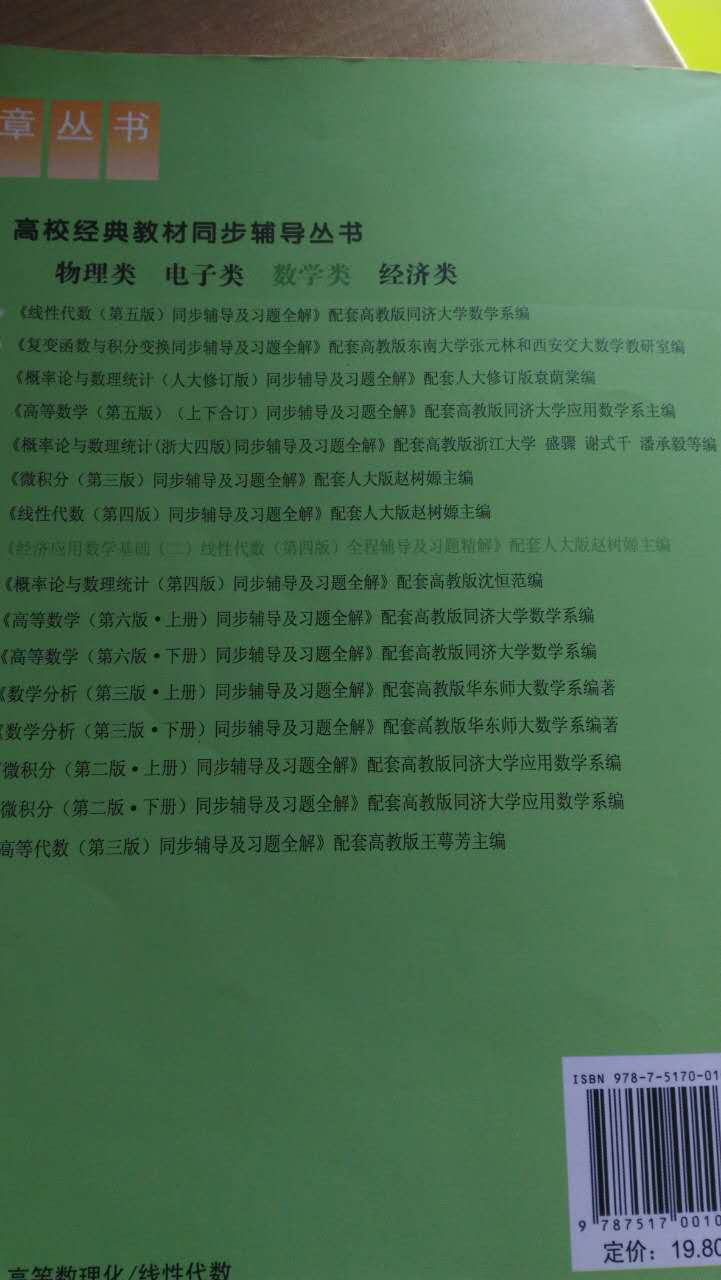 章丛书
高校经典教材同步辅导丛书
物理类 电子类 数学类 经济类
《线性代数（第五版）同步辅导及习题全解》配套高教版同济大学数学系编
《复变函数与积分变换同步辅导及习题全解》配套高教版东南大学张元林和西安交大数学教研室编
《概率论与数理统计（人大修订版）同步辅导及习题全解》配套人大修订版袁荫棠编
《高等数学（第五版）（上下合订）同步辅导及习题全解》配套高教版同济大学应用数学系主编
《概率论与数理统计(浙大四版)同步辅导及习题全解》配套高教版浙江大学 盛骤 谢式千 潘承毅等编
《微积分（第三版）同步辅导及习题全解》配套人大版赵树嫄主编
《线性代数（第四版）同步辅导及习题全解》配套人大版赵树嫄主编
《经济应用数学基础（二）线性代数（第四版）全程辅导及习题精解》配套人大版赵树嫄主编
《概率论与数理统计（第四版）同步辅导及习题全解》配套高教版沈恒范编
《高等数学（第六版•上册）同步辅导及习题全解》配套高教版同济大学数学系编
《高等数学（第六版•下册）同步辅导及习题全解》配套高教版同济大学数学系编
《数学分析（第三版•上册）同步辅导及习题全解》配套高教版华东师大数学系编著
《数学分析（第三版•下册）同步辅导及习题全解》配套高教版华东师大数学系编著
微积分（第二版•上册）同步辅导及习题全解》配套高教版同济大学应用数学系编
微积分（第二版•下册）同步辅导及习题全解》配套高教版同济大学应用数学系编
高等代数（第三版）同步辅导及习题全解》配套高教版王萼芳主编
ISBN 978-7-5170-01
9 787517 0010
定价：19.80
高等数理化/线性代数